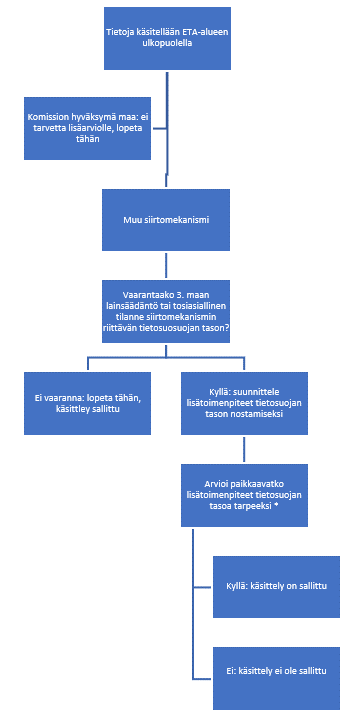 Tietoja käsitellään ETA-alueen
ulkopuolella
Komission hyväksymä maa: ei
tarvetta lisäarviolle, lopeta
tähän
Muu siirtomekanismi
Vaarantaako 3. maan
lainsäädäntö tai tosiasiallinen
tilanne siirtomekanismin
riittävän tietosuosuojan tason?
Ei vaaranna: lopeta tähän,
käsittley sallittu
Kyllä: suunnittele
lisätoimenpiteet tietosuojan
tason nostamiseksi
Arvioi paikkaavatko
lisätoimenpiteet tietosuojan
tasoa tarpeeksi *
Kyllä: käsittely on sallittu
Ei: käsittely ei ole sallittu